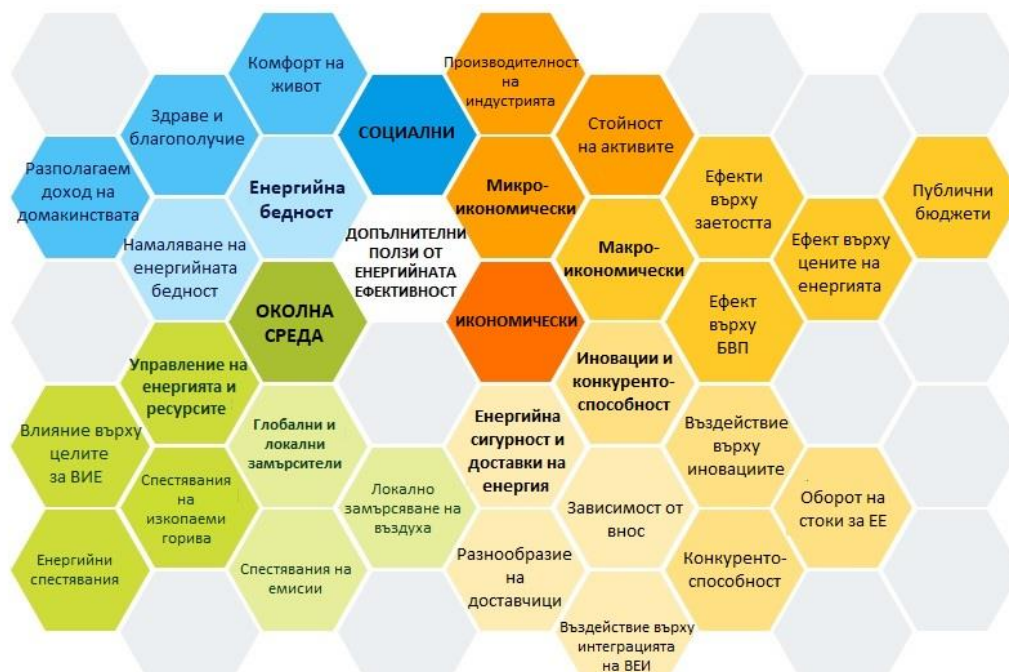 Комфорт на
живот
Производителност
на
индустрията
Здраве и
благополучие
СОЦИАЛНИ
Стойност
на активите
Разполагаем
доход на
домакинствата
Енергийна
бедност
Микро-
икономически
Ефекти
върху
заетостта
Публични
бюджети
Намаляване на
енергийната
бедност
ДОПЪЛНИТЕЛНИ
ПОЛЗИ ОТ
ЕНЕРГИЙНАТА
ЕФЕКТИВНОСТ
Макро-
икономически
Ефект върху
цените на
енергията
ОКОЛНА
СРЕДА
ИКОНОМИЧЕСКИ
Ефект
върху
БВП
Управление на
енергията и
ресурсите
Иновации и
конкуренто-
способност
Влияние върху
целите
за ВИЕ
Глобални и
локални
замърсители
Енергийна
сигурност и
доставки на
енергия
Въздействие
върху
иновациите
Спестявания
на
изкопаеми
горива
Локално
замърсяване на
въздуха
Зависимост от
внос
Оборот на
стоки за ЕЕ
Енергийни
спестявания
Спестявания на
емисии
Разнообразие
на
доставчици
Конкуренто-
способност
Въздействие върху
интеграцията
на ВЕИ